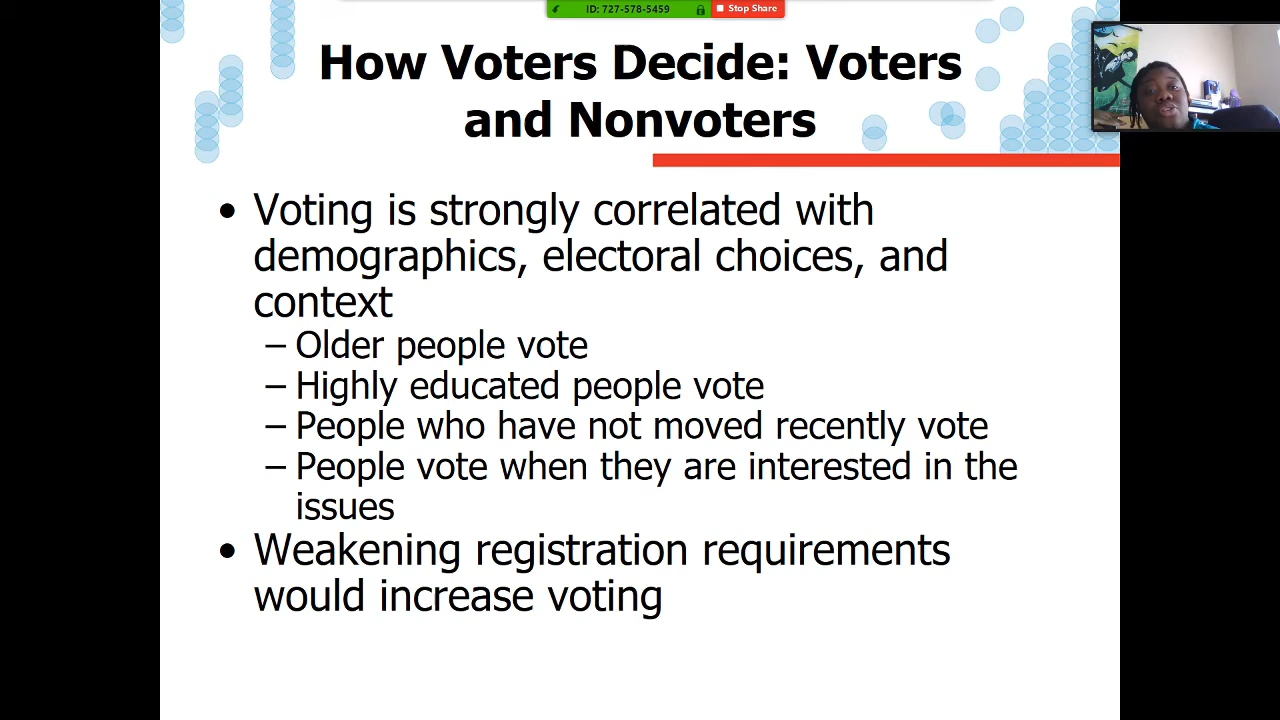 ID: 727-578-5459
Stop Share
How Voters Decide: Voters
and Nonvoters
• Voting is strongly correlated with
demographics, electoral choices, and
context
– Older people vote
– Highly educated people vote
– People who have not moved recently vote
– People vote when they are interested in the
issues
• Weakening registration requirements
would increase voting